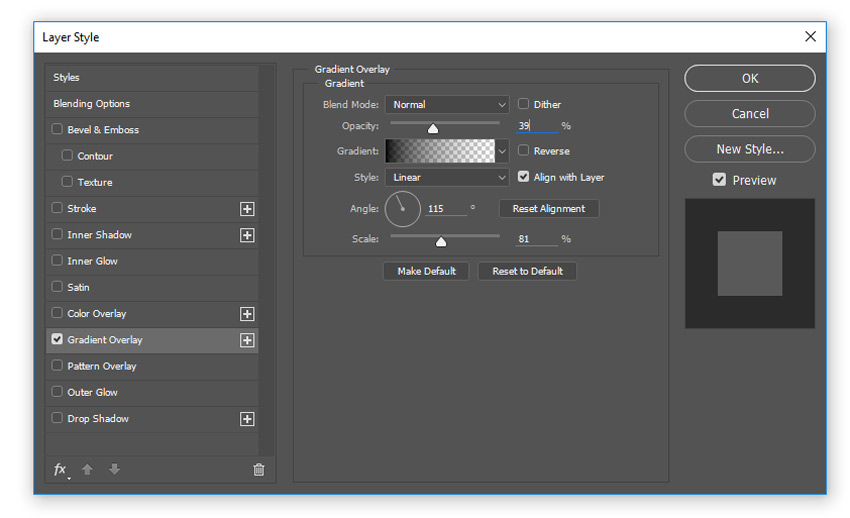 Layer Style
Styles
Blending Options
Bevel & Emboss
Contour
Texture
Stroke
Inner Shadow
Inner Glow
Satin
Color Overlay
Gradient Overlay
Pattern Overlay
Outer Glow
Drop Shadow
fx
Gradient Overlay
Gradient
Blend Mode: Normal Dither
Opacity: 39 %
Gradient: Reverse
Style: Linear Align with Layer
Angle: 115 ° Reset Alignment
Scale: 81 %
Make Default Reset to Default
OK
Cancel
New Style...
Preview